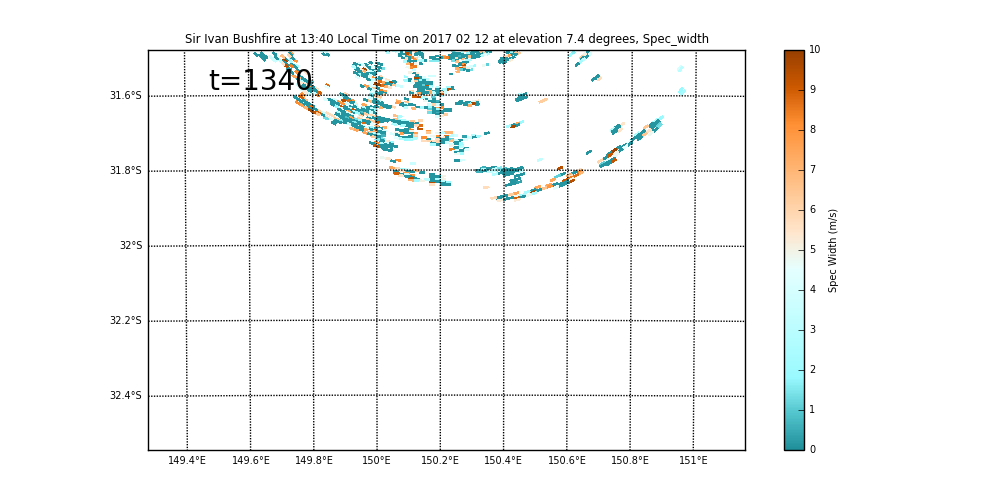 Sir Ivan Bushfire at 13:40 Local Time on 2017 02 12 at elevation 7.4 degrees, Spec_width
t=1340
31.6°S
31.8°S
32°S
32.2°S
32.4°S
149.4°E 149.6°E 149.8°E 150°E 150.2°E 150.4°E 150.6°E 150.8°E 151°E
10
9
8
7
6
5
4
3
2
1
0
Spec Width (m/s)